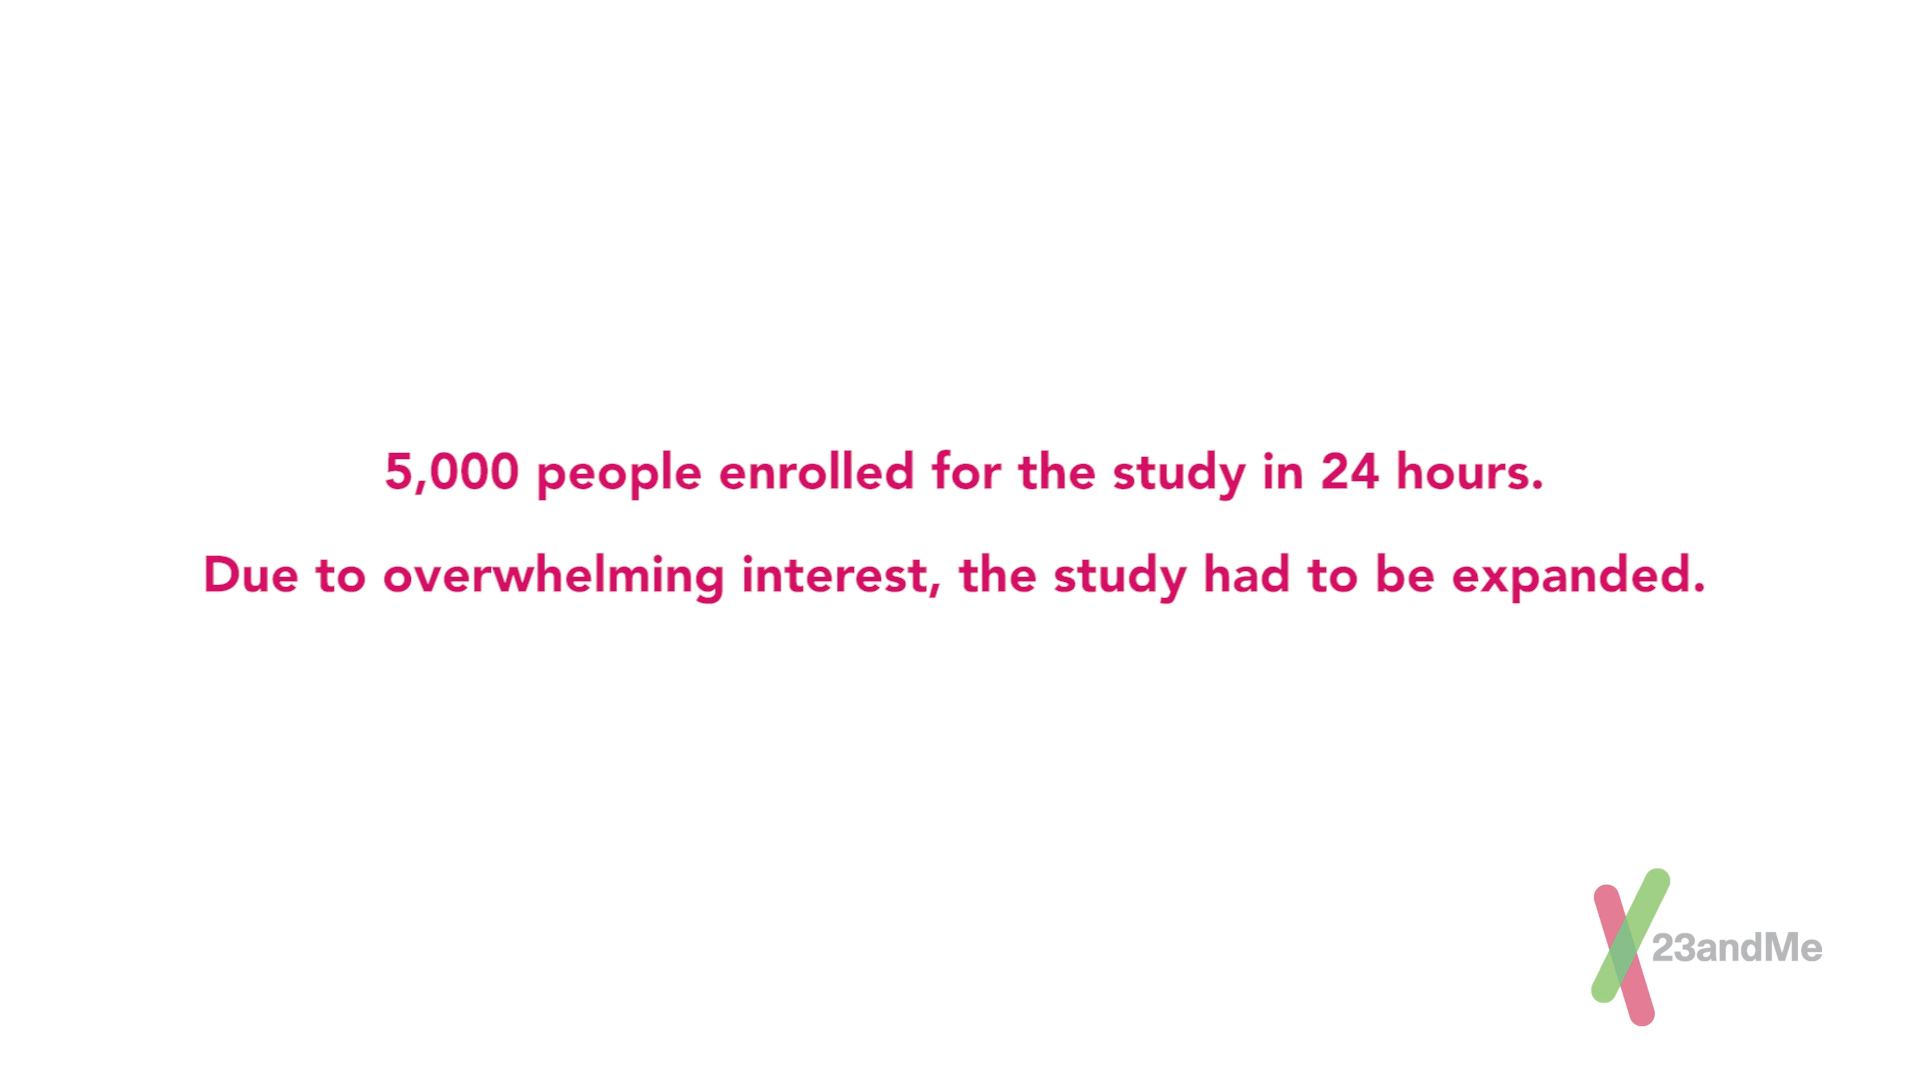 5,000 people enrolled for the study in 24 hours.
Due to overwhelming interest, the study had to be expanded.
23andMe